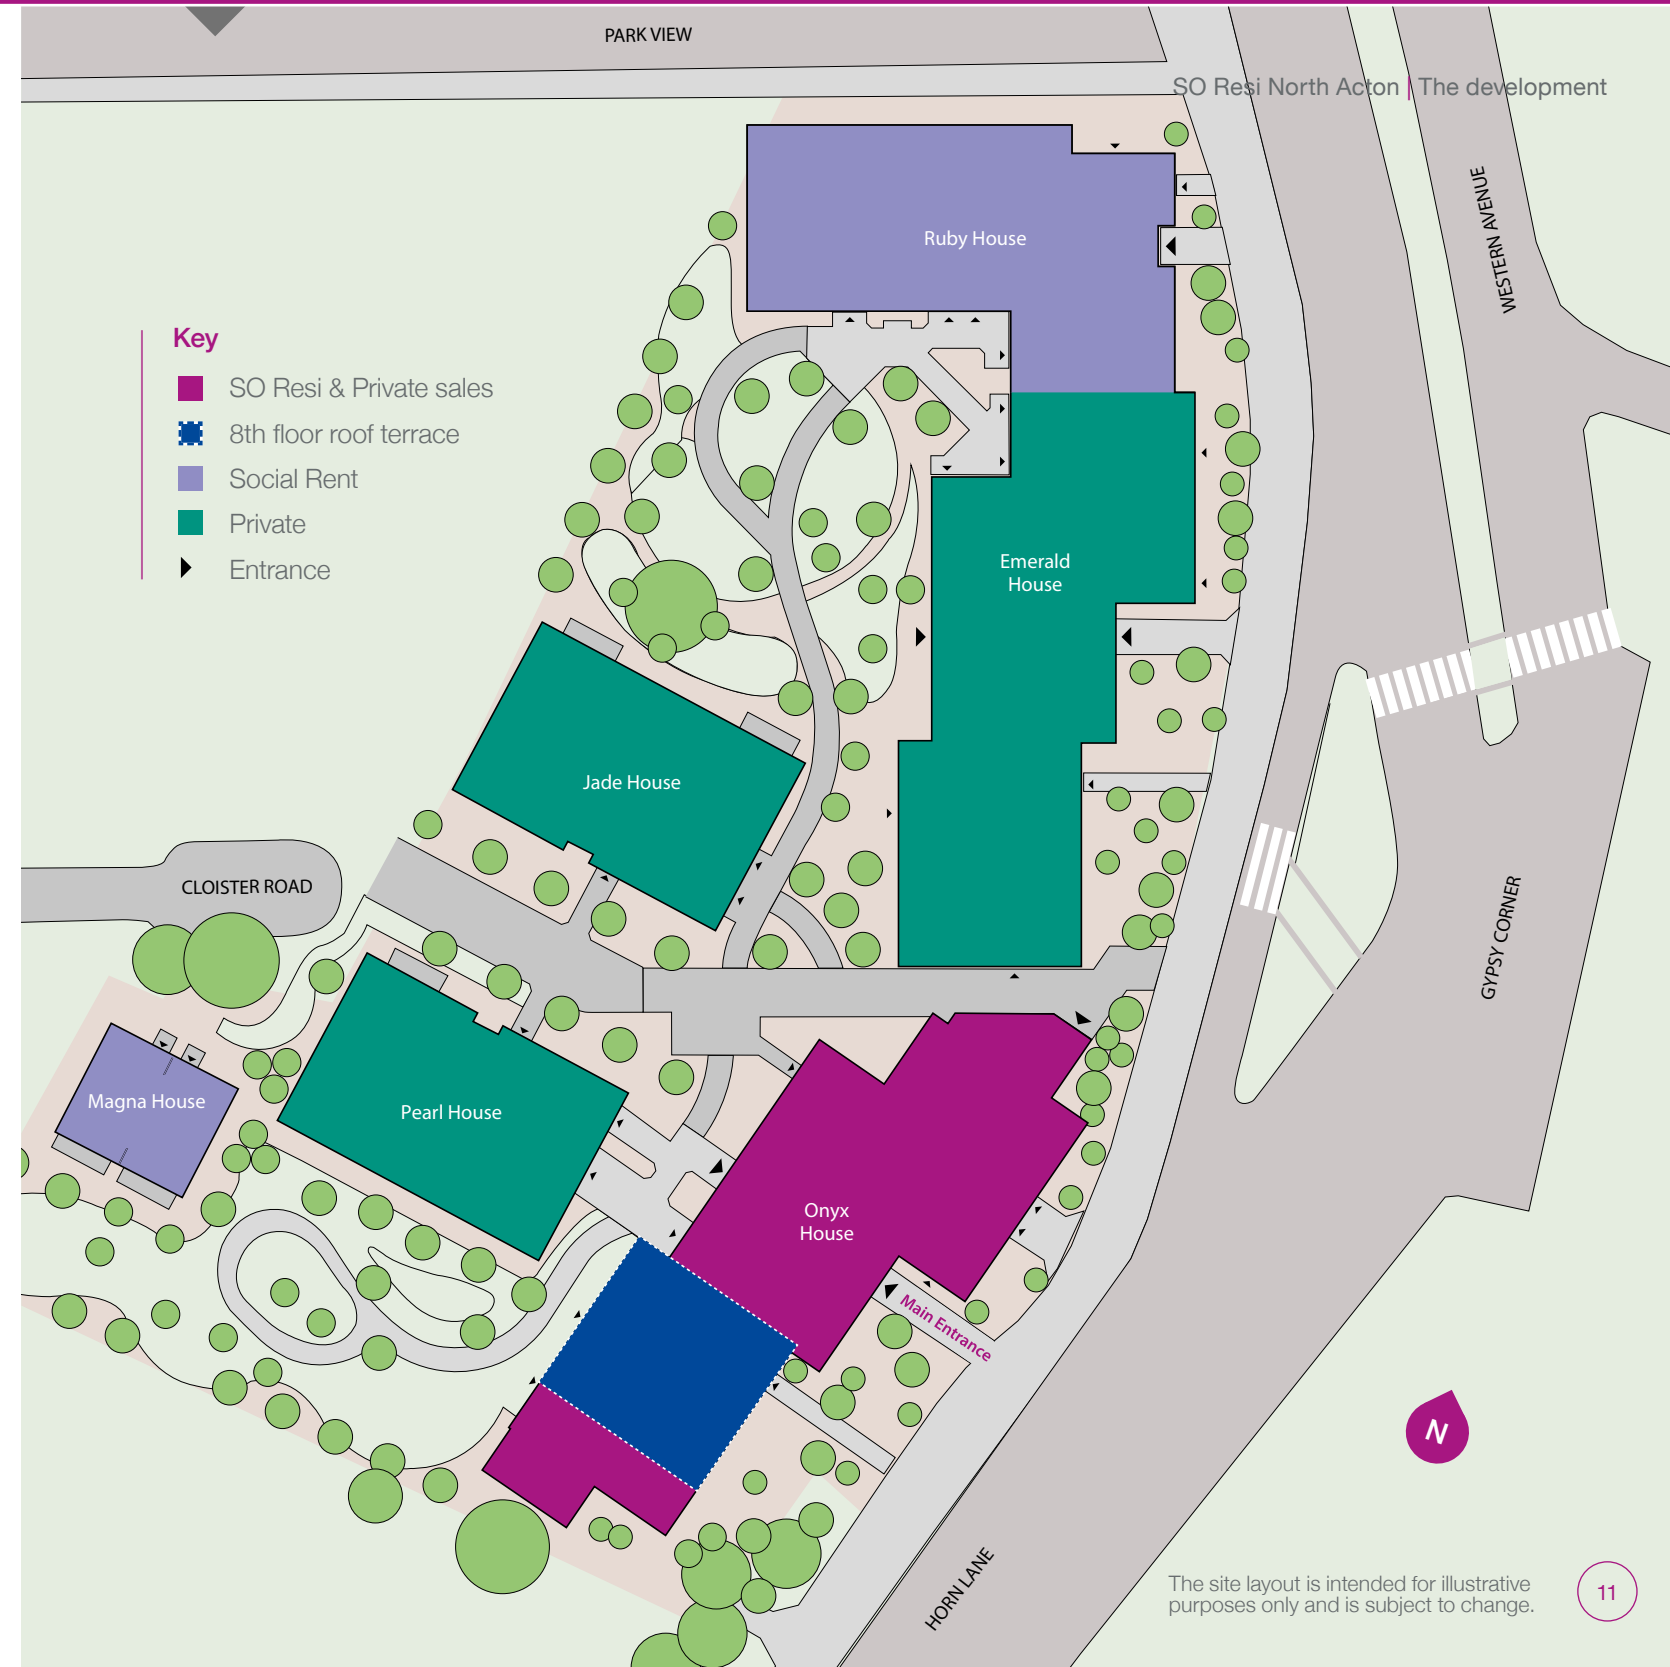 PARK VIEW
SO Resi North Acton | The development
WESTERN AVENUE
Ruby House
Key
SO Resi & Private sales
8th floor roof terrace
Social Rent
Private
Entrance
Emerald
House
Jade House
CLOISTER ROAD
GYPSY CORNER
Magna House
Pearl House
Onyx
House
Main Entrance
N
HORN LANE
The site layout is intended for illustrative
purposes only and is subject to change.
11